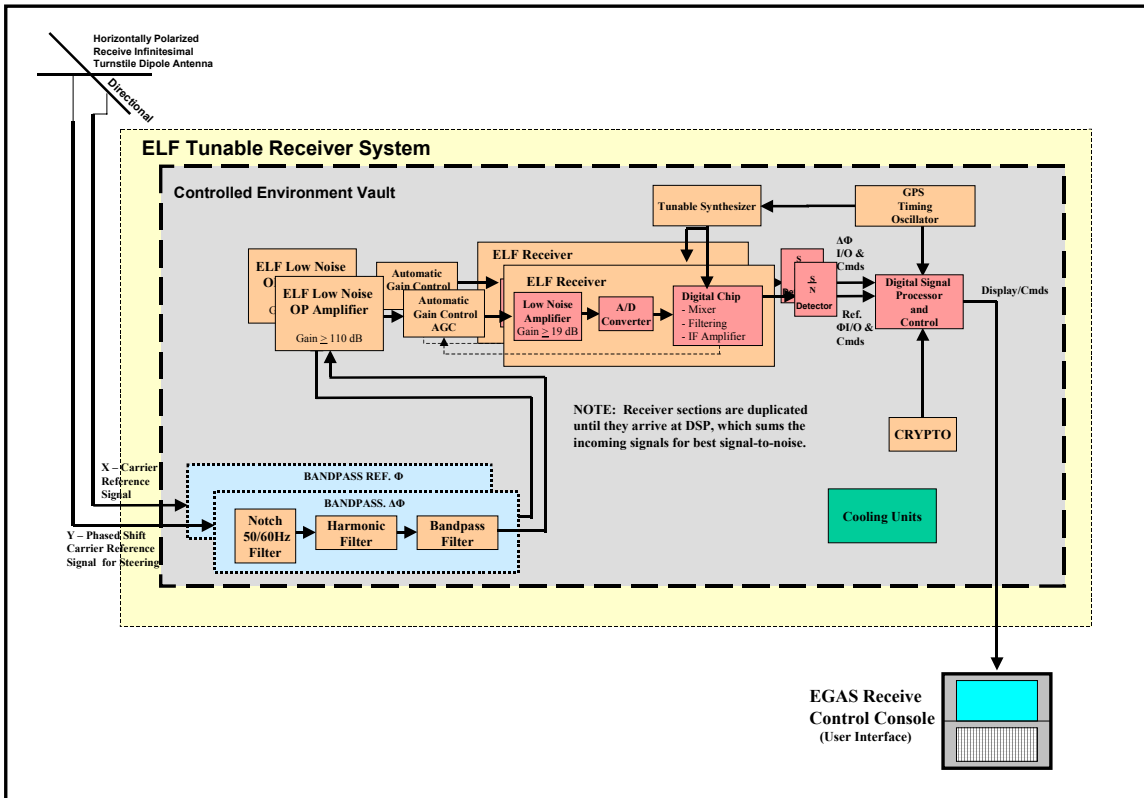 Horizontally Polarized
Receive Infinitesimal
Turnstile Dipole Antenna
Directional
ELF Tunable Receiver System
Controlled Environment Vault
Tunable Synthesizer
GPS
Timing
Oscillator
ELF Low Noise
ELF Low Noise
OP Amplifier
Gain > 110 dB
Automatic
Gain Control
Automatic
Gain Control
AGC
ELF Receiver
ELF Receiver
Low Noise
Amplifier
Gain > 19 dB
A/D
Converter
Digital Chip
- Mixer
- Filtering
- IF Amplifier
S
S
N
Detector
ΔΦ
I/O &
Cmds
Ref.
ΦI/O &
Cmds
Digital Signal
Processor
and
Control
Display/Cmds
NOTE: Receiver sections are duplicated
until they arrive at DSP, which sums the
incoming signals for best signal-to-noise.
CRYPTO
Cooling Units
X – Carrier
Reference
Signal
Y – Phased Shift
Carrier Reference
Signal for Steering
BANDPASS REF. Φ
BANDPASS. ΔΦ
Notch
50/60Hz
Filter
Harmonic
Filter
Bandpass
Filter
EGAS Receive
Control Console
(User Interface)